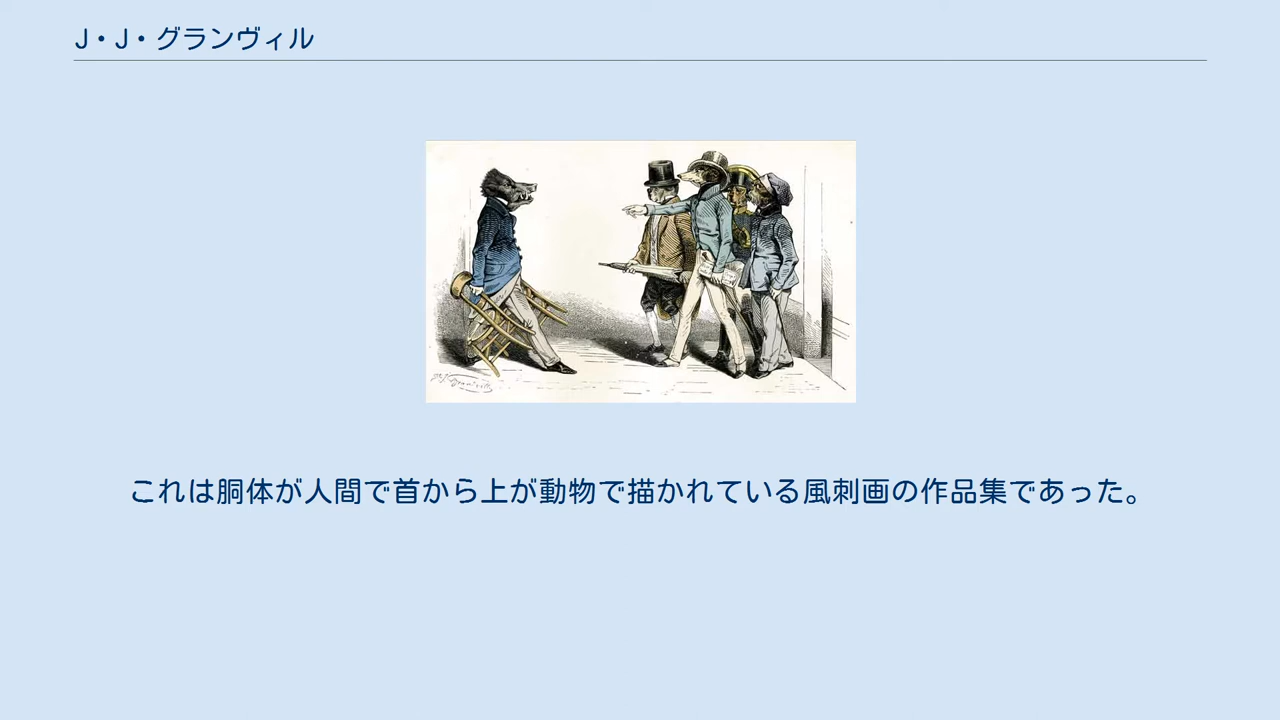 J・J・グランヴィル
これは胴体が人間で首から上が動物で描かれている風刺画の作品集であった。